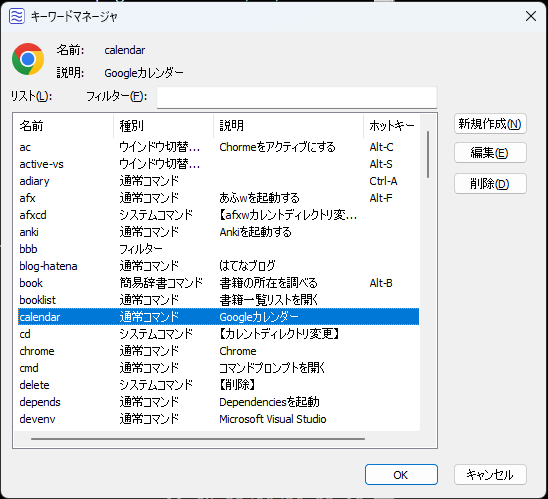 キーワードマネージャ
名前: calendar
説明: Googleカレンダー
リスト(L): フィルター(F):
名前 種別 説明 ホットキー
ac ウインドウ切替... Chormeをアクティブにする Alt-C
active-vs ウインドウ切替... Alt-S
adiary 通常コマンド Ctrl-A
afx 通常コマンド あふwを起動する Alt-F
afxcd システムコマンド 【afxwカレントディレクトリ変...
anki 通常コマンド Ankiを起動する
bbb フィルター
blog-hatena 通常コマンド はてなブログ
book 簡易辞書コマンド 書籍の所在を調べる Alt-B
booklist 通常コマンド 書籍一覧リストを開く
calendar 通常コマンド Googleカレンダー
cd システムコマンド 【カレントディレクトリ変更】
chrome 通常コマンド Chrome
cmd 通常コマンド コマンドプロンプトを開く
delete システムコマンド 【削除】
depends 通常コマンド Dependenciesを起動
devenv 通常コマンド Microsoft Visual Studio
新規作成(N)
編集(E)
削除(D)
OK キャンセル